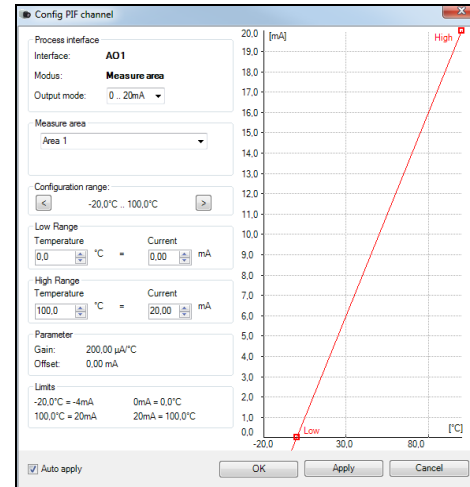 Config PIF channel
Process interface
Interface: AO1
Modus: Measure area
Output mode: 0 .. 20mA
Measure area
Area 1
Configuration range:
< -20,0°C .. 100,0°C >
Low Range
Temperature Current
0,0 °C = 0,00 mA
High Range
Temperature Current
100,0 °C = 20,00 mA
Parameter
Gain: 200,00 µA/°C
Offset: 0,00 mA
Limits
-20,0°C = -4mA 0mA = 0,0°C
100,0°C = 20mA 20mA = 100,0°C
20,0 [mA] High
19,0
18,0
17,0
16,0
15,0
14,0
13,0
12,0
11,0
10,0
9,0
8,0
7,0
6,0
5,0
4,0
3,0
2,0
1,0
0,0 Low [°C]
-20,0 30,0 80,0
Auto apply OK Apply Cancel